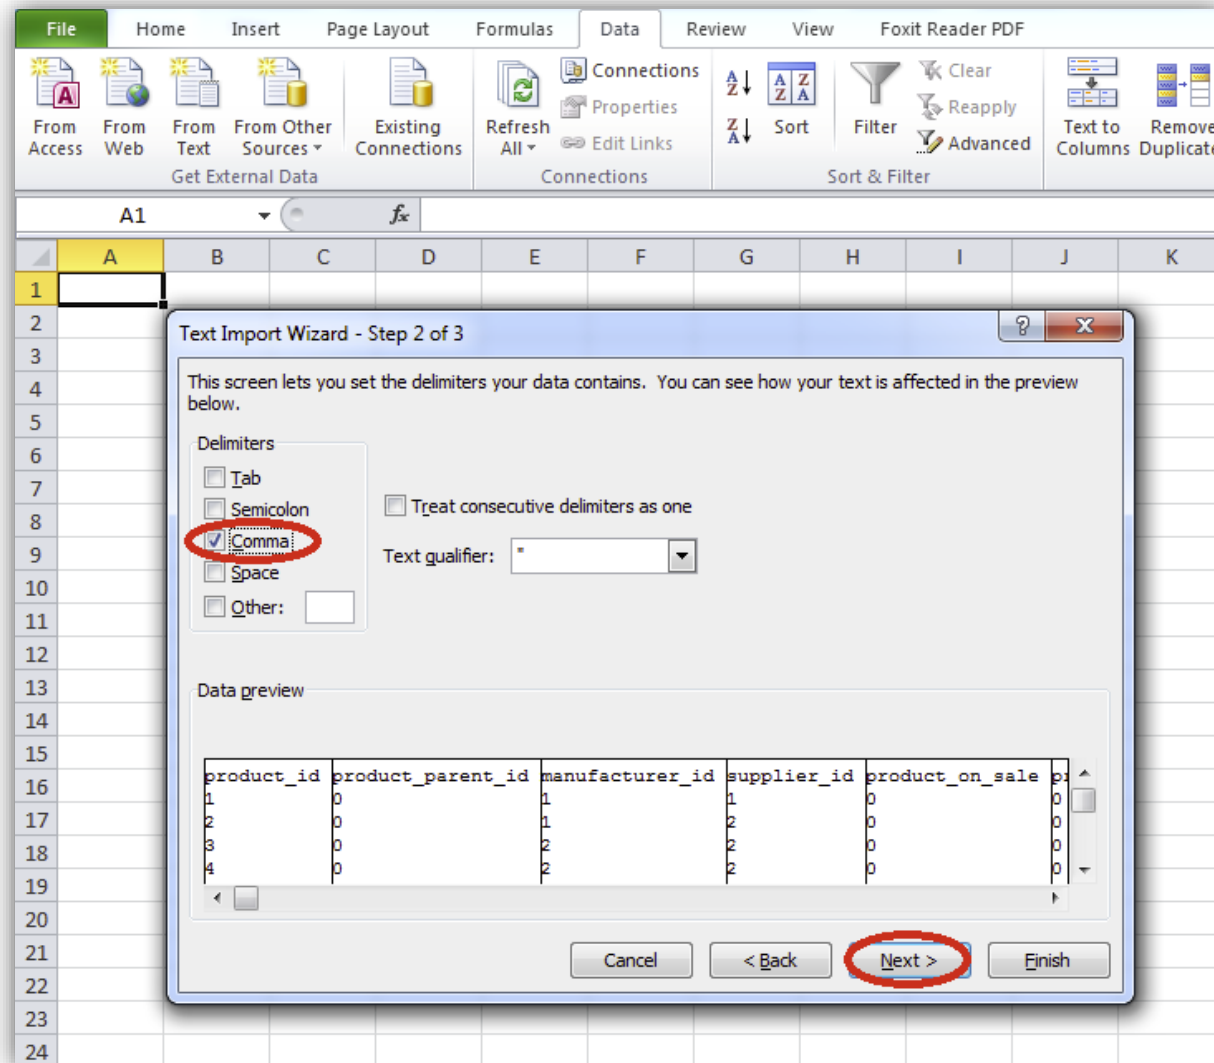 File Home Insert Page Layout Formulas Data Review View Foxit Reader PDF
From Access
From Web
From Text
From Other Sources
Existing Connections
Refresh All
Connections
Properties
Edit Links
A Z
Z A
A Z Z A
Sort
Filter
Clear
Reapply
Advanced
Text to Columns
Remove
Get External Data
Connections
Sort & Filter
A1 fx
A B C D E F G H I J K
1
2
3
4
5
6
7
8
9
10
11
12
13
14
15
16
17
18
19
20
21
22
23
24
Text Import Wizard - Step 2 of 3 ? x
This screen lets you set the delimiters your data contains. You can see how your text is affected in the preview
below.
Delimiters
Tab
Semicolon
Comma
Space
Other:
Treat consecutive delimiters as one
Text qualifier: "
Data preview
product_id product_parent_id manufacturer_id supplier_id product_on_sale
1 0 1 1 0 0
2 0 1 2 0 0
3 0 2 2 0 0
4 0 2 2 0 0
Cancel < Back Next > Finish